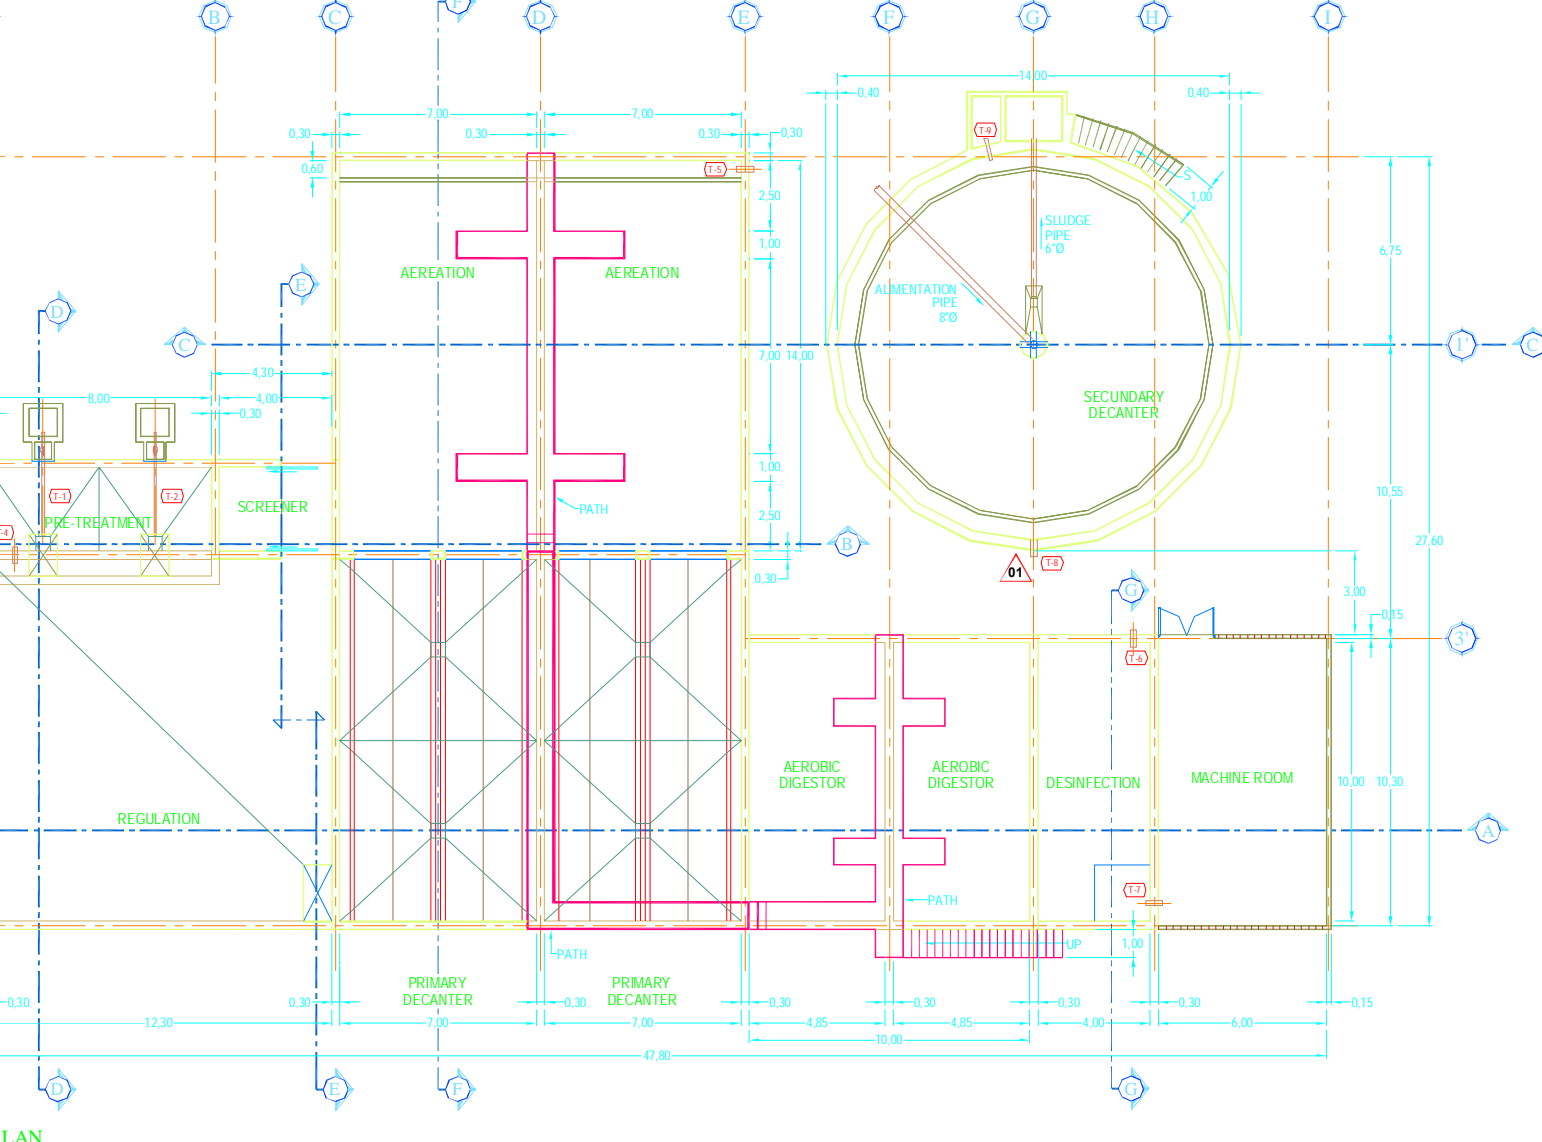 B
C
F
D
E
F
G
H
I
14,00
0,40
0,40
7,00
7,00
0,30
0,30
0,30
0,30
T-9
0,60
T-5
2,50
S
1,00
SLUDGE
PIPE
6"Ø
1,00
6,75
AEREATION
AEREATION
E
ALIMENTATION
PIPE
8"Ø
D
C
7,00
14,00
1'
C
4,30
8,00
4,00
0,30
SECUNDARY
DECANTER
1,00
T-1
T-2
10,55
SCREENER
PATH
2,50
PRE-TREATMENT
T-4
B
27,60
01
T-8
0,30
G
3,00
0,15
3'
T-6
AEROBIC
DIGESTOR
AEROBIC
DIGESTOR
DESINFECTION
MACHINE ROOM
10,00
10,30
REGULATION
A
T-7
PATH
UP
1,00
PATH
PRIMARY
DECANTER
PRIMARY
DECANTER
0,30
0,30
0,30
0,30
0,30
0,30
0,30
0,15
12,30
7,00
7,00
4,85
4,85
4,00
6,00
10,00
47,80
D
E
F
G
LAN